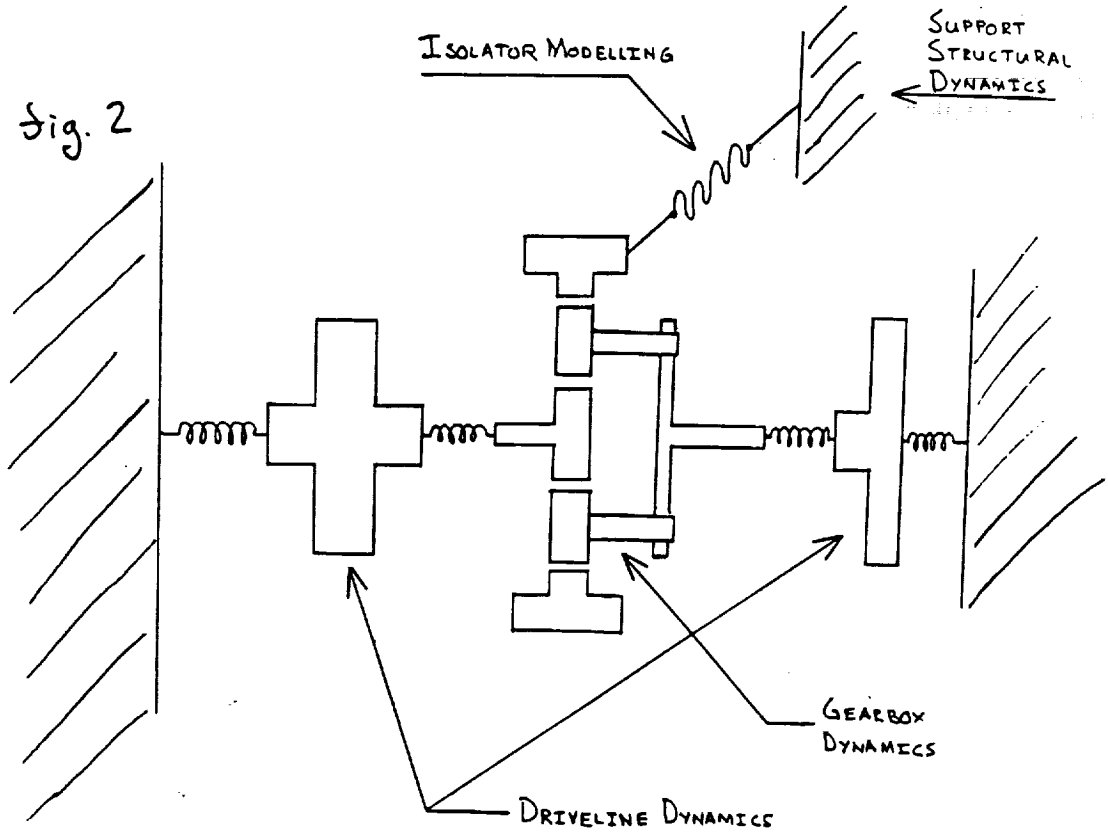 Support
Structural
Dynamics
Isolator Modelling
fig. 2
Gearbox
Dynamics
Driveline Dynamics